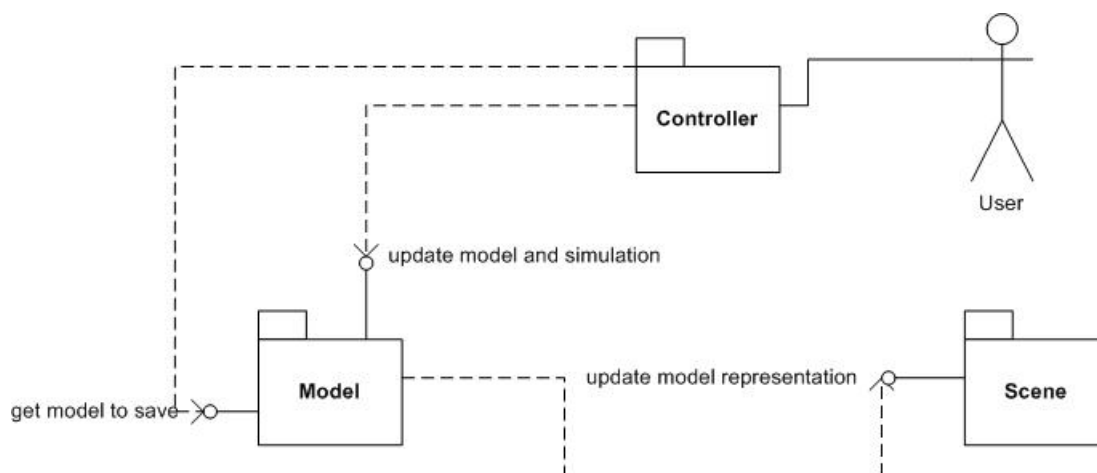 Controller
User
update model and simulation
Model
update model representation
Scene
get model to save